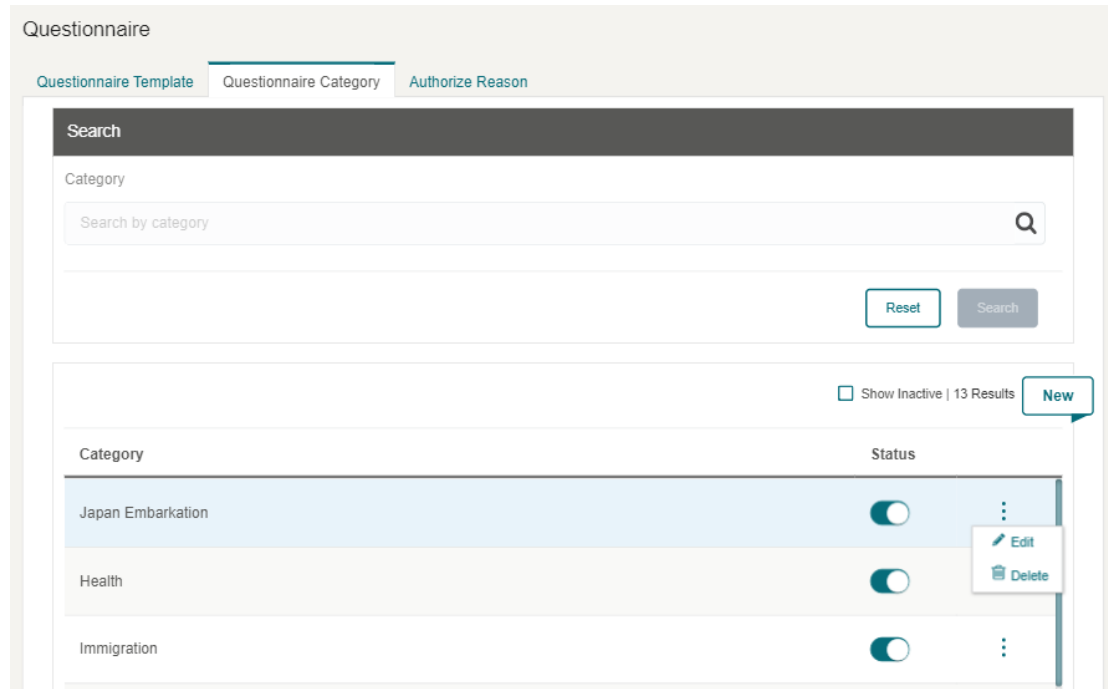 Questionnaire
Questionnaire Template Questionnaire Category Authorize Reason
Search
Category
Search by category
Reset Search
Show Inactive | 13 Results New
Category Status
Japan Embarkation
Edit
Health
Delete
Immigration